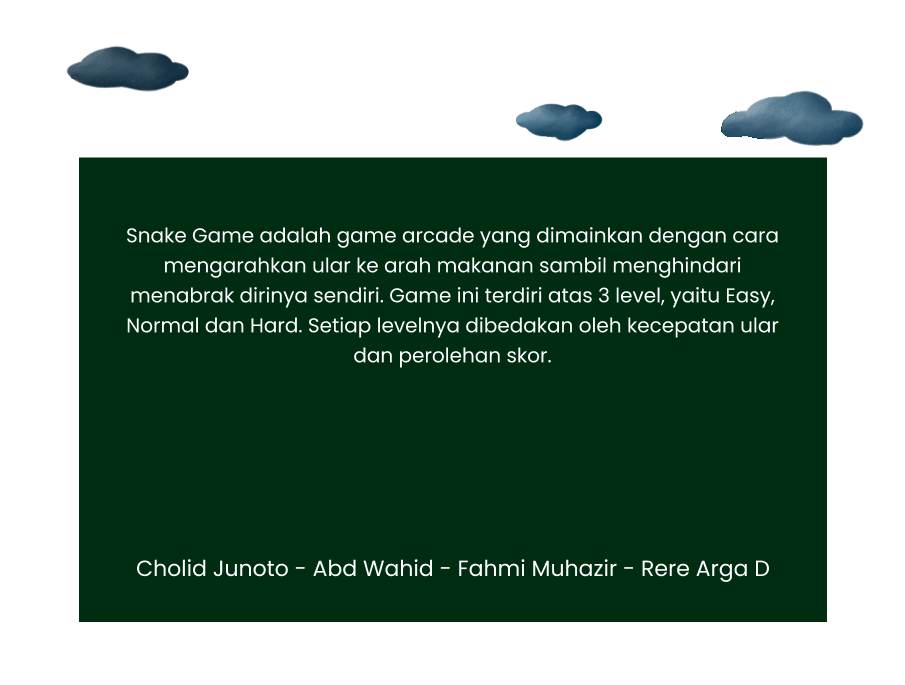 Snake Game adalah game arcade yang dimainkan dengan cara
mengarahkan ular ke arah makanan sambil menghindari
menabrak dirinya sendiri. Game ini terdiri atas 3 level, yaitu Easy,
Normal dan Hard. Setiap levelnya dibedakan oleh kecepatan ular
dan perolehan skor.
Cholid Junoto - Abd Wahid - Fahmi Muhazir - Rere Arga D